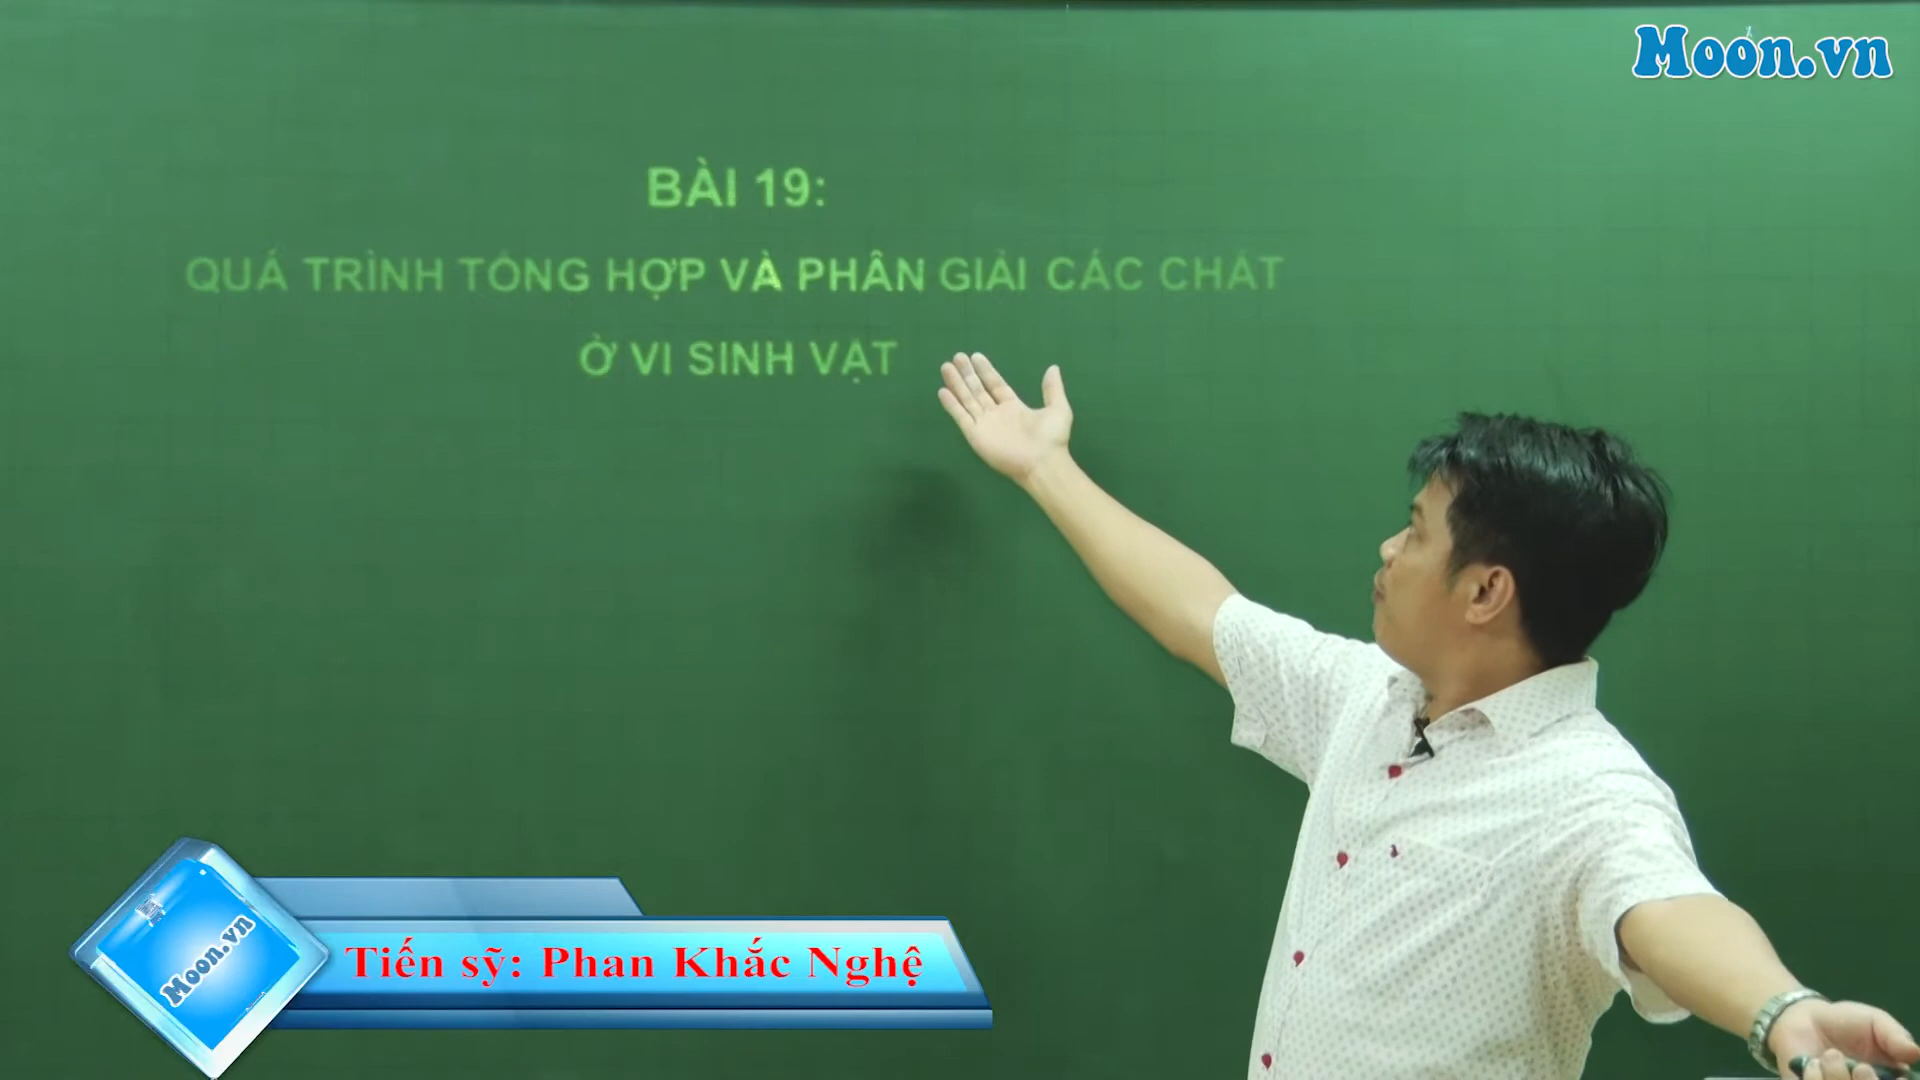 Moon.vn
BÀI 19:
QUÁ TRÌNH TỔNG HỢP VÀ PHÂN GIẢI CÁC CHẤT
Ở VI SINH VẬT
Moon.vn
Tiến sỹ: Phan Khắc Nghệ